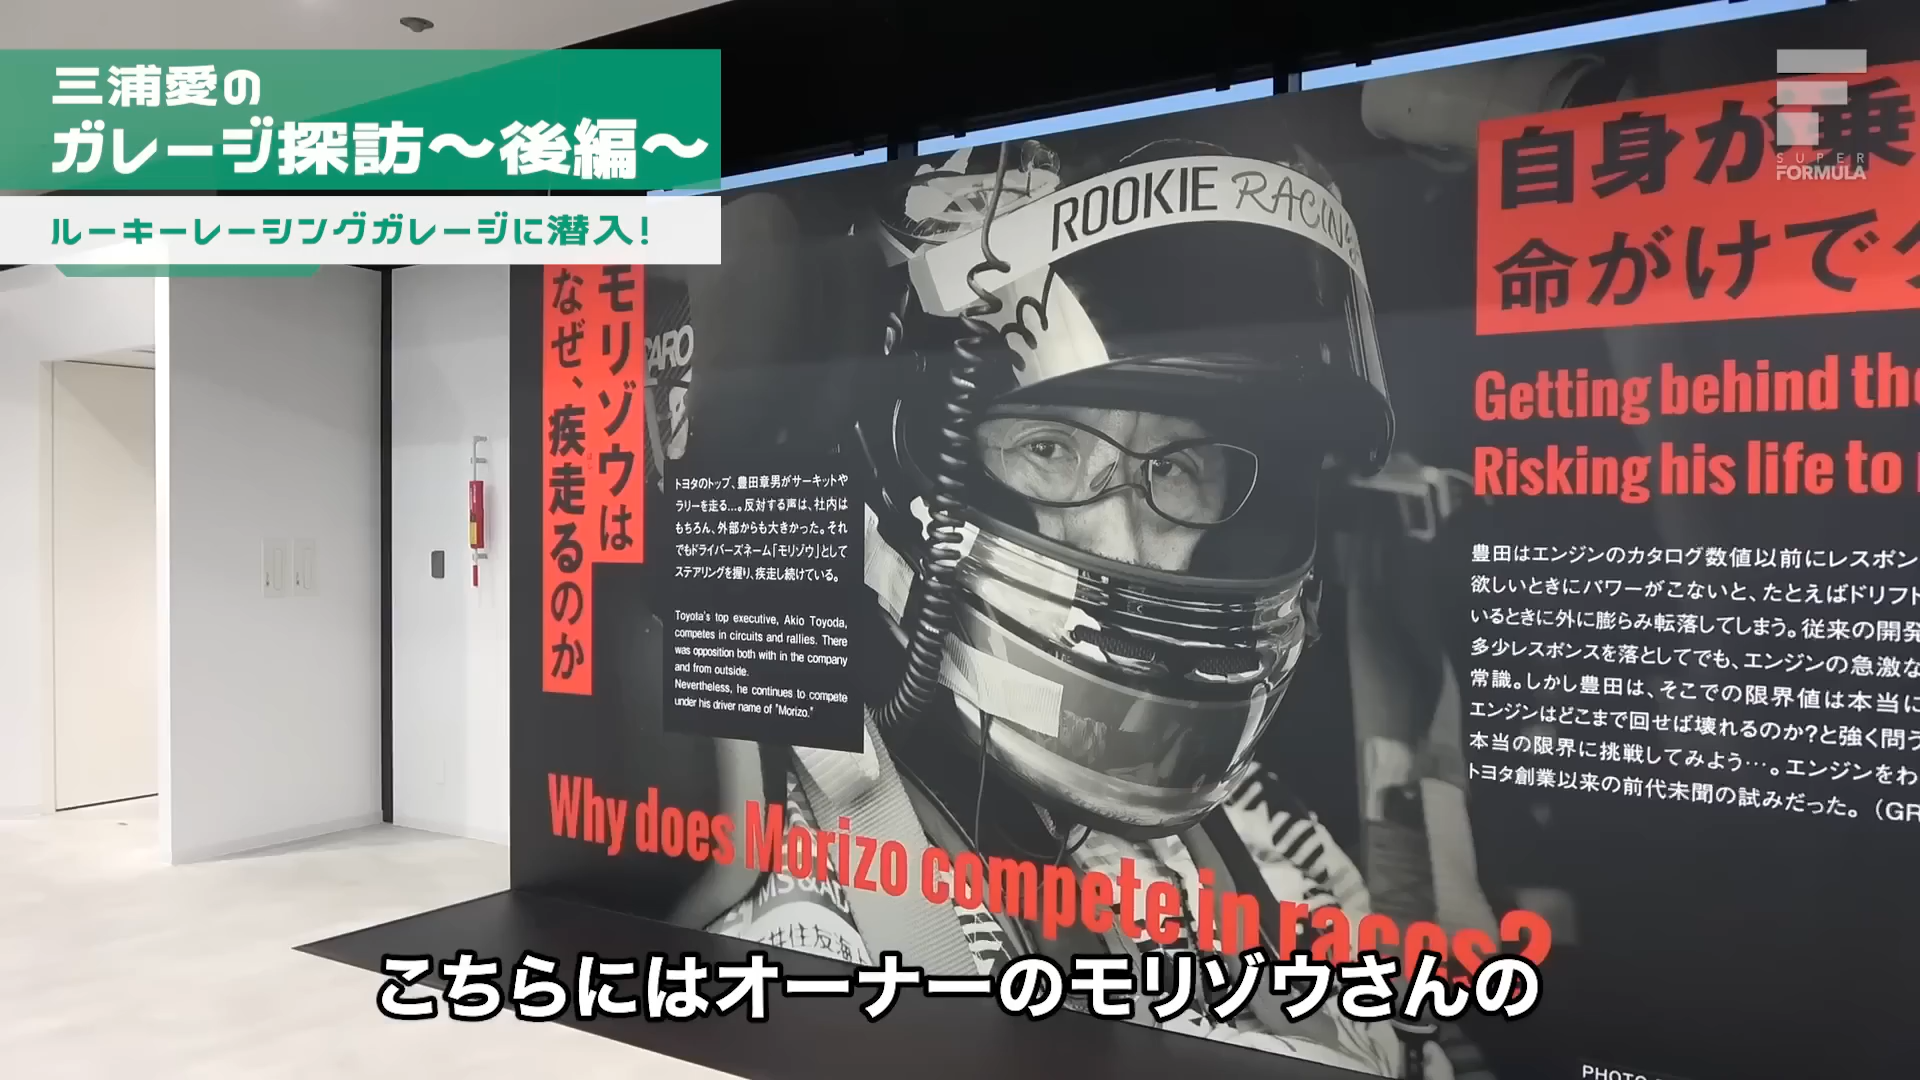 三浦愛の
ガレージ探訪〜後編〜
ルーキーレーシングガレージに潜入!
SUPER
FORMULA
ROOKIE RACING
モリゾウは
なぜ、疾走るのか
トヨタのトップ、豊田章男がサーキットや
ラリーを走る…。反対する声は、社内は
もちろん、外部からも大きかった。それ
でもドライバーズネーム「モリゾウ」として
ステアリングを握り、疾走し続けている。
Toyota's top executive, Akio Toyoda,
competes in circuits and rallies. There
was opposition both with in the company
and from outside.
Nevertheless, he continues to compete
under his driver name of "Morizo."
Why does Morizo compete in races?
自身が乗
命がけで
Getting behind the
Risking his life to
豊田はエンジンのカタログ数値以前にレスポン
欲しいときにパワーがこないと、たとえばドリフト
いるときに外に膨らみ転落してしまう。従来の開発
多少レスポンスを落としてでも、エンジンの急激な
常識。しかし豊田は、そこでの限界値は本当に
エンジンはどこまで回せば壊れるのか?と強く問う
本当の限界に挑戦してみよう…。エンジンをわ
トヨタ創業以来の前代未聞の試みだった。(GR
こちらにはオーナーのモリゾウさんの
PHOTO